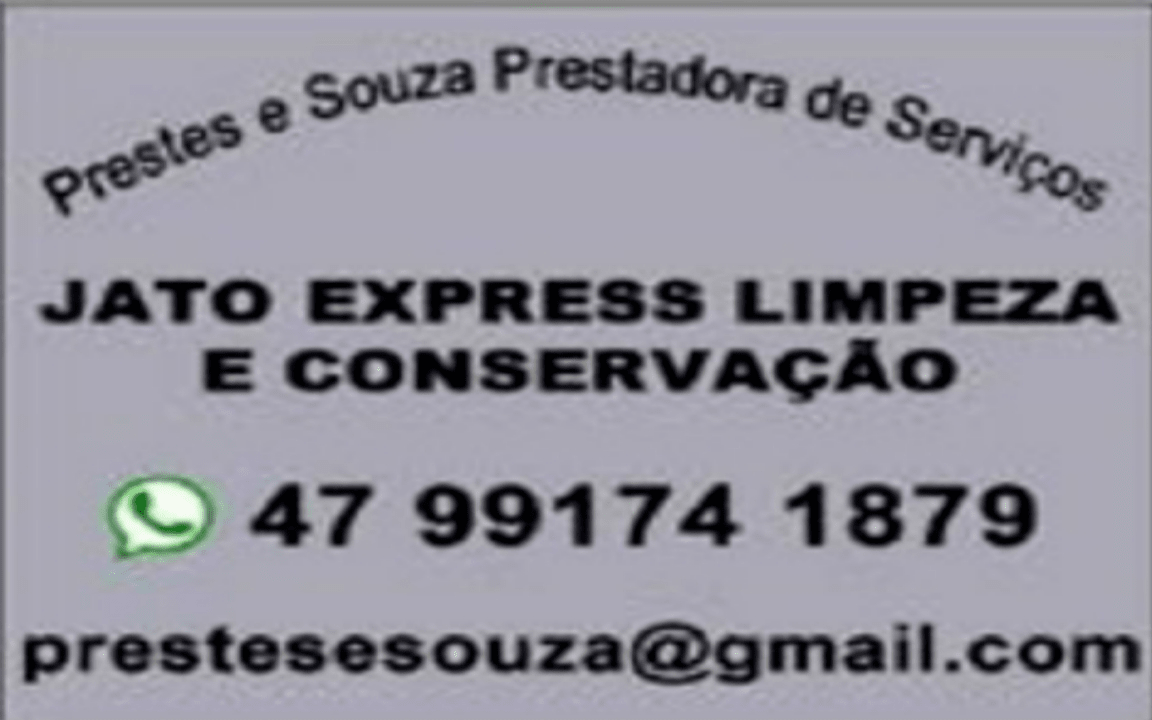 Prestes e Souza Prestadora de Serviços
JATO EXPRESS LIMPEZA
E CONSERVAÇÃO
47 99174 1879
prestesesouza@gmail.com